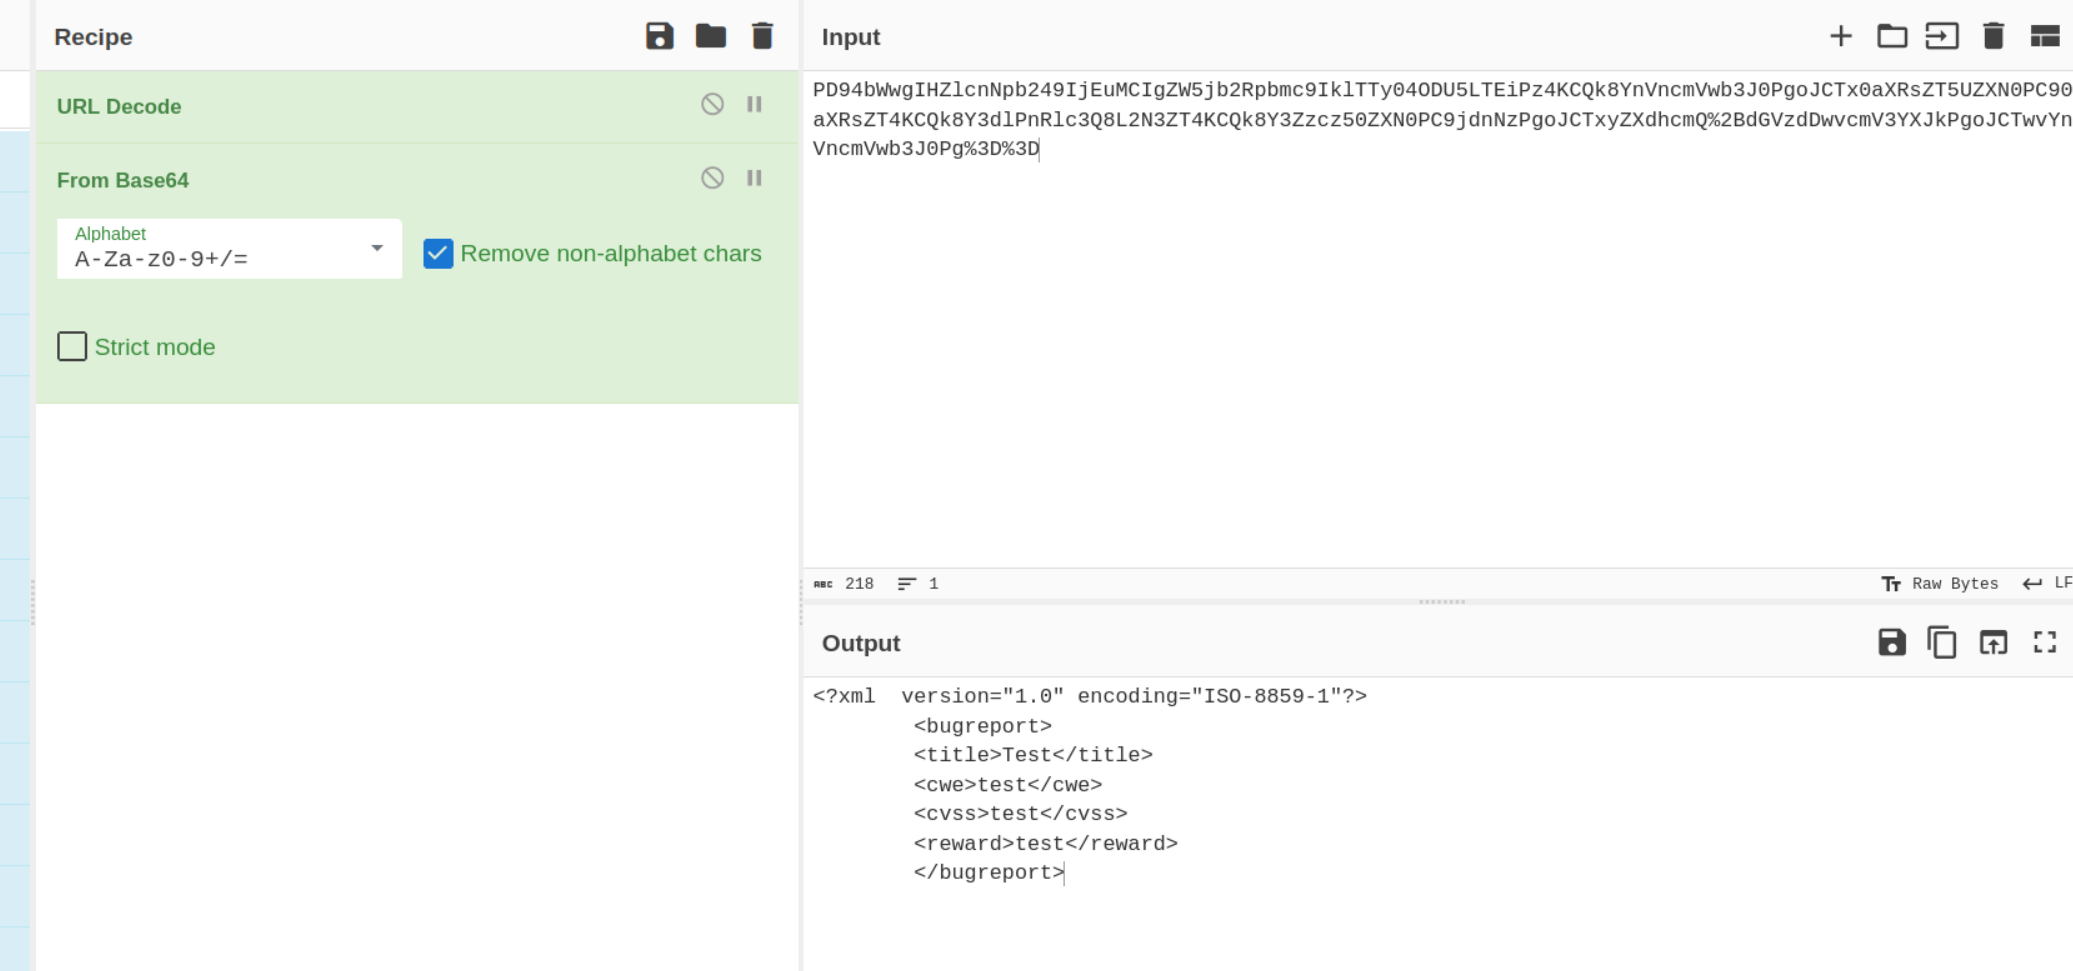 Recipe
URL Decode
From Base64
Alphabet
A-Za-z0-9+/=
Remove non-alphabet chars
Strict mode
Input
PD94bWwgIHZlcnNpb249IjEuMCIgZW5jb2Rpbmc9IklTTy04ODU5LTEiPz4KCQk8YnVncmVwb3J0PgoJCTx0aXRsZT5UZXN0PC90
aXRsZT4KCQk8Y3dlPnRlc3Q8L2N3ZT4KCQk8Y3Zzcz50ZXN0PC9jdnNzPgoJCTxyZXdhcmQ%2BdGVzdDwvcmV3YXJkPgoJCTwvYn
VncmVwb3J0Pg%3D%3D
ABC 218 1
Raw Bytes LF
Output
<?xml  version="1.0" encoding="ISO-8859-1"?>
<bugreport>
<title>Test</title>
<cwe>test</cwe>
<cvss>test</cvss>
<reward>test</reward>
</bugreport>